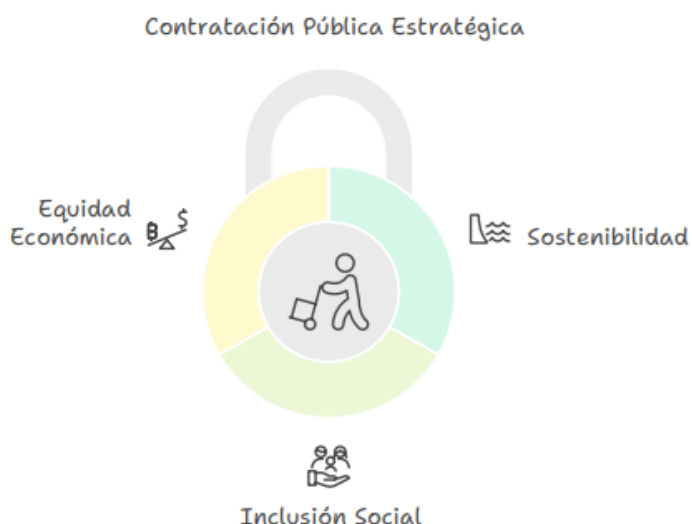 Contratación Pública Estratégica
Equidad
Económica
Sostenibilidad
Inclusión Social